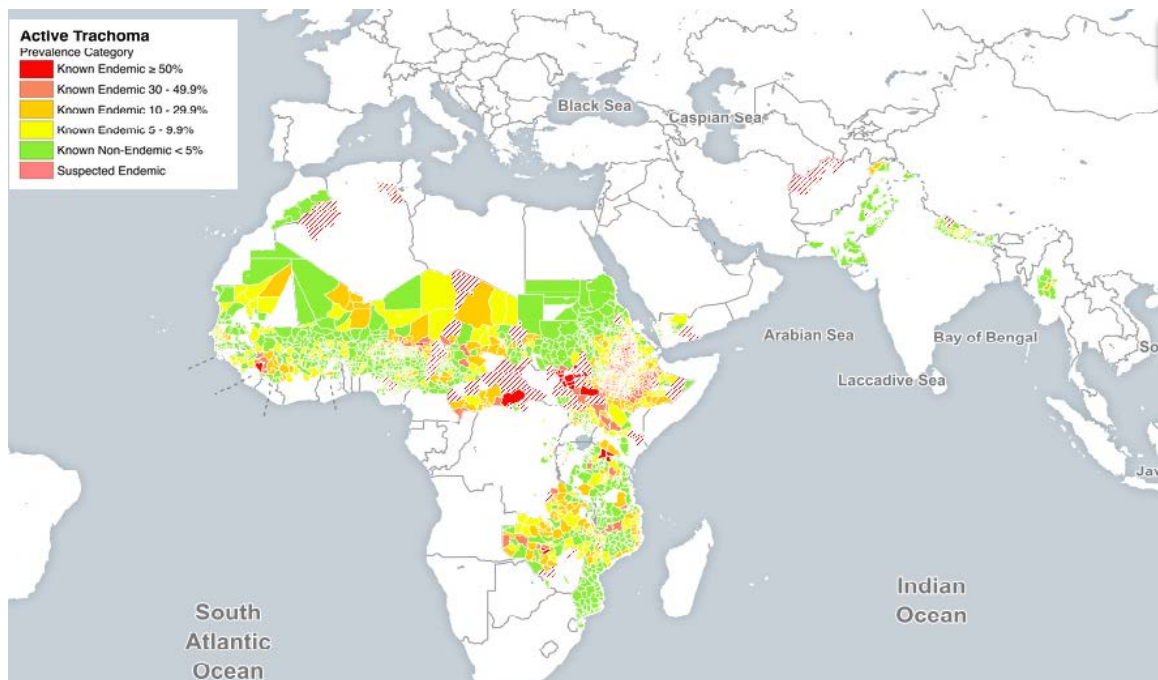 Active Trachoma
Prevalence Category
Known Endemic ≥ 50%
Known Endemic 30 - 49.9%
Known Endemic 10 - 29.9%
Known Endemic 5 - 9.9%
Known Non-Endemic < 5%
Suspected Endemic
Black Sea
Caspian Sea
Arabian Sea
Bay of Bengal
So
Laccadive Sea
Jav
Indian
Ocean
South
Atlantic
Ocean